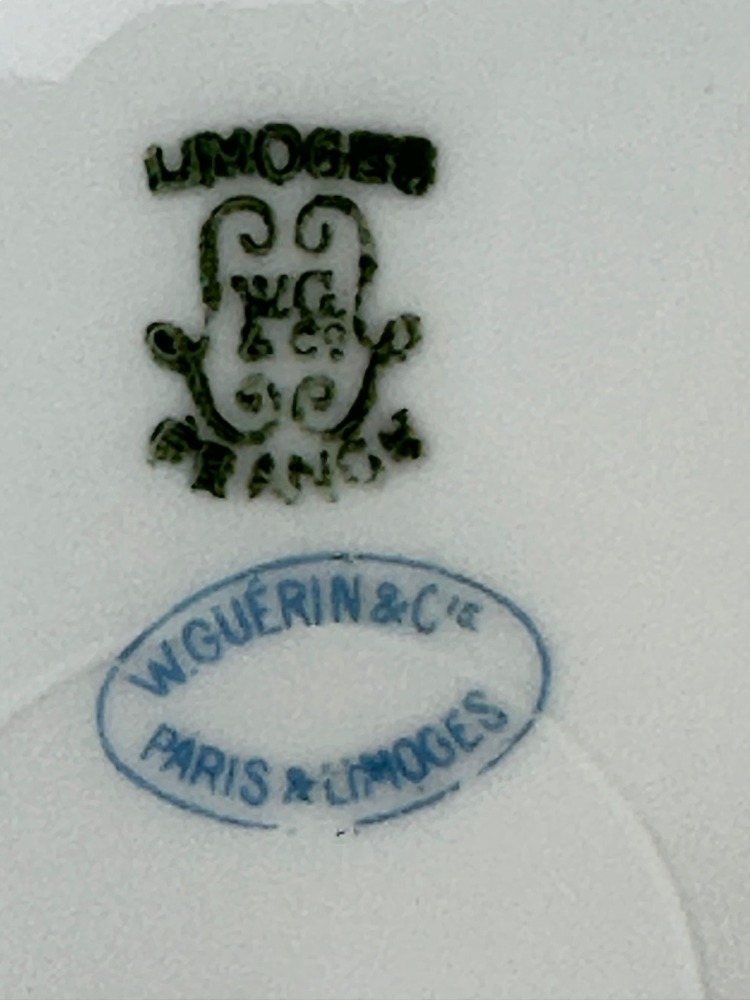 LIMOGES
W.G.
& Co.
FRANCE
W.GUÉRIN & Cie
PARIS & LIMOGES